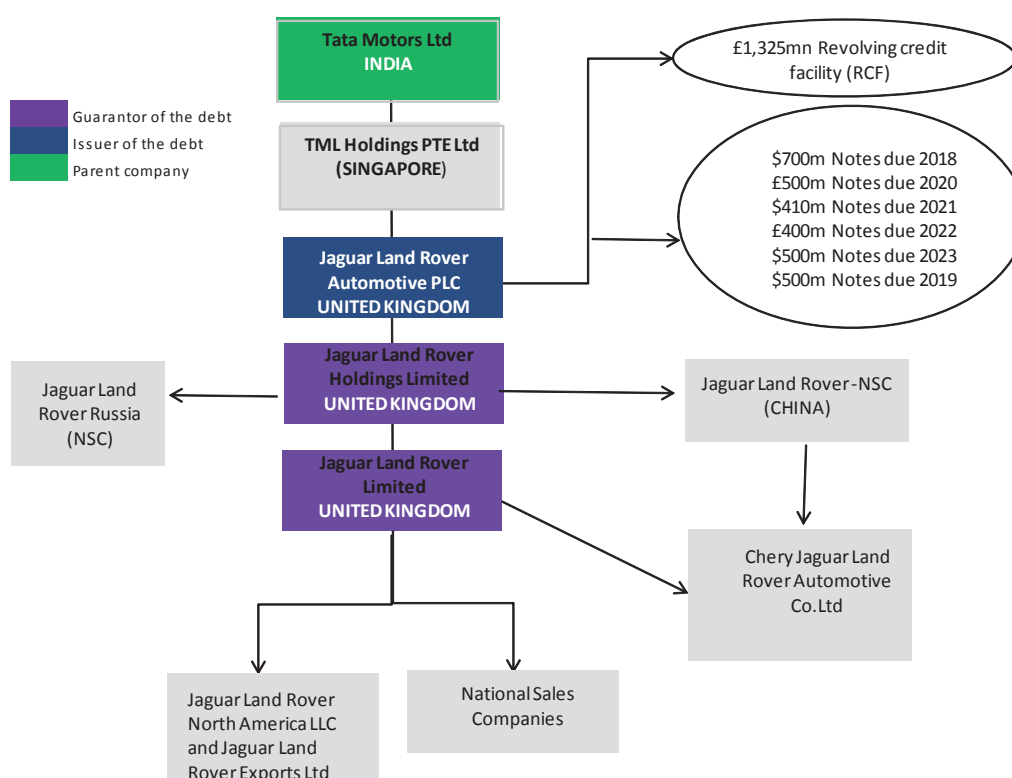 Tata Motors Ltd
INDIA
£1,325mn Revolving credit
facility (RCF)
Guarantor of the debt
Issuer of the debt
Parent company
TML Holdings PTE Ltd
(SINGAPORE)
$700m Notes due 2018
£500m Notes due 2020
$410m Notes due 2021
£400m Notes due 2022
$500m Notes due 2023
$500m Notes due 2019
Jaguar Land Rover
Automotive PLC
UNITED KINGDOM
Jaguar Land Rover
Holdings Limited
UNITED KINGDOM
Jaguar Land
Rover Russia
(NSC)
Jaguar Land Rover -NSC
(CHINA)
Jaguar Land Rover
Limited
UNITED KINGDOM
Chery Jaguar Land
Rover Automotive
Co.Ltd
Jaguar Land Rover
North America LLC
and Jaguar Land
Rover Exports Ltd
National Sales
Companies